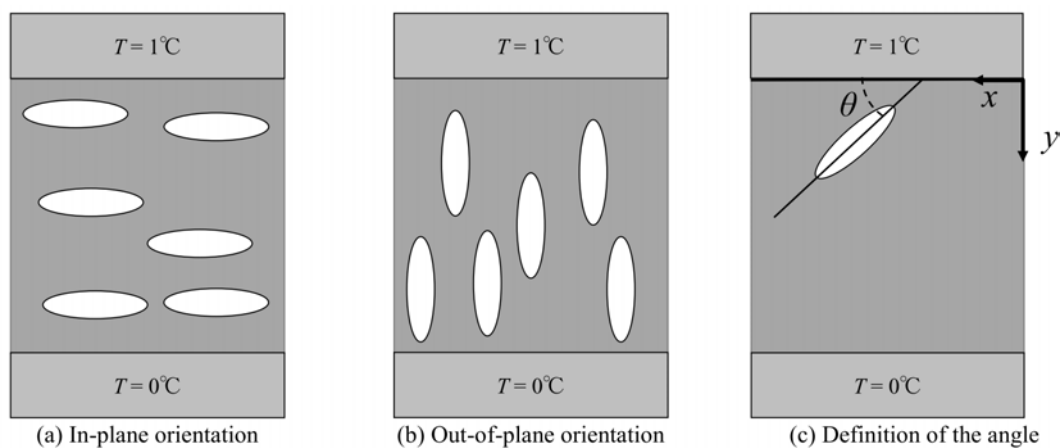 T = 1℃
T = 1℃
T = 1℃
θ
x
y
T = 0℃
T = 0℃
T = 0℃
(a) In-plane orientation
(b) Out-of-plane orientation
(c) Definition of the angle